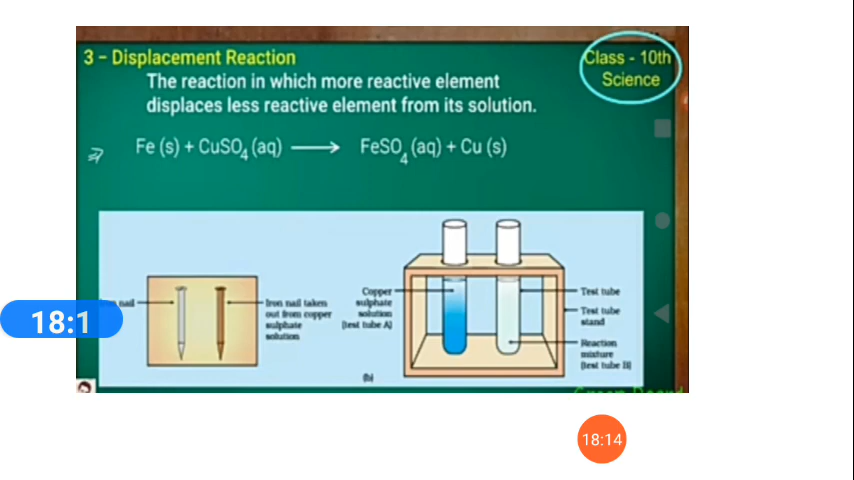 3 – Displacement Reaction
Class - 10th
Science
The reaction in which more reactive element
displaces less reactive element from its solution.
Fe (s) + CuSO4 (aq) ⟶ FeSO4 (aq) + Cu (s)
nail
Iron nail taken
out from copper
sulphate
solution
Copper
sulphate
solution
(test tube A)
Test tube
Test tube
stand
Reaction
mixture
(test tube B)
(b)
18:1
18:14